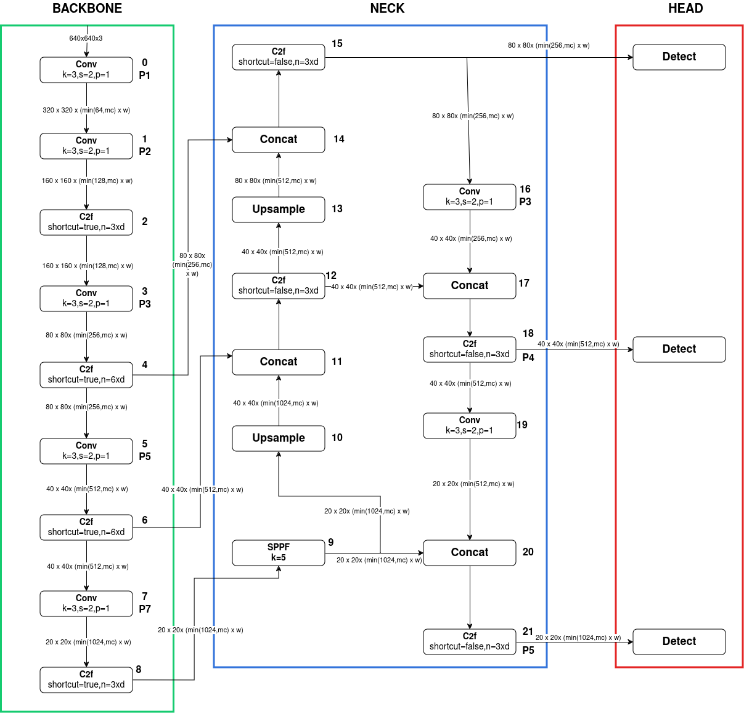 BACKBONE
640x640x3
Conv
k=3,s=2,p=1
0
P1
320 x 320 x (min(64,mc) x w)
Conv
k=3,s=2,p=1
1
P2
160 x 160 x (min(128,mc) x w)
C2f
shortcut=true,n=3xd
2
160 x 160 x (min(128,mc) x w)
Conv
k=3,s=2,p=1
3
P3
80 x 80x (min(256,mc) x w)
C2f
shortcut=true,n=6xd
4
80 x 80x (min(256,mc) x w)
Conv
k=3,s=2,p=1
5
P5
40 x 40x (min(512,mc) x w)
C2f
shortcut=true,n=6xd
6
40 x 40x (min(512,mc) x w)
Conv
k=3,s=2,p=1
7
P7
20 x 20x (min(1024,mc) x w)
C2f
shortcut=true,n=3xd
8
80 x 80x
(min(256,mc)
x w)
40 x 40x (min(512,mc) x w)
20 x 20x (min(1024,mc) x w)
NECK
C2f
shortcut=false,n=3xd
15
Concat
14
80 x 80x (min(512,mc) x w)
Upsample
13
40 x 40x (min(512,mc) x w)
C2f
shortcut=false,n=3xd
12
40 x 40x (min(512,mc) x w)
Concat
11
40 x 40x (min(1024,mc) x w)
Upsample
10
20 x 20x (min(1024,mc) x w)
SPPF
k=5
9
20 x 20x (min(1024,mc) x w)
80 x 80x (min(256,mc) x w)
80 x 80x (min(256,mc) x w)
Conv
k=3,s=2,p=1
16
P3
40 x 40x (min(256,mc) x w)
Concat
17
C2f
shortcut=false,n=3xd
18
P4
40 x 40x (min(512,mc) x w)
40 x 40x (min(512,mc) x w)
Conv
k=3,s=2,p=1
19
20 x 20x (min(512,mc) x w)
Concat
20
C2f
shortcut=false,n=3xd
21
P5
20 x 20x (min(1024,mc) x w)
HEAD
Detect
Detect
Detect